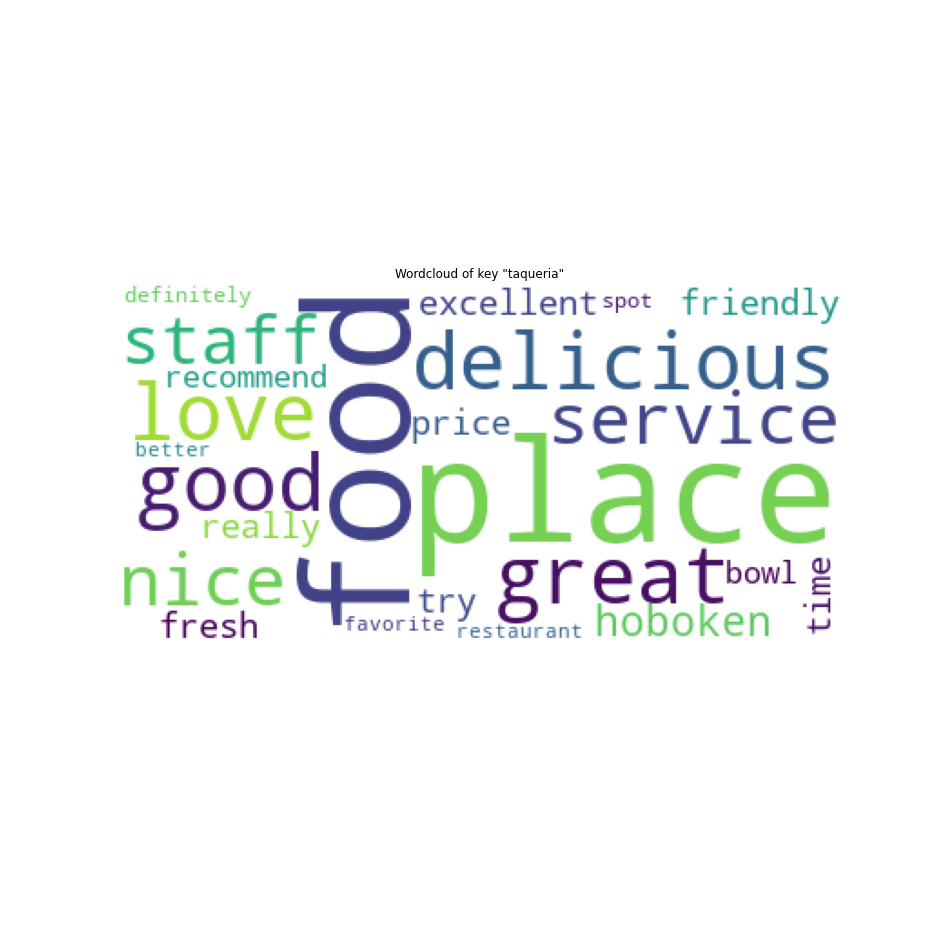 Wordcloud of key "taqueria"
definitely
excellent
spot
friendly
staff
food
delicious
recommend
love
price
service
better
good
place
really
nice
great
bowl
time
try
fresh
favorite
restaurant
hoboken